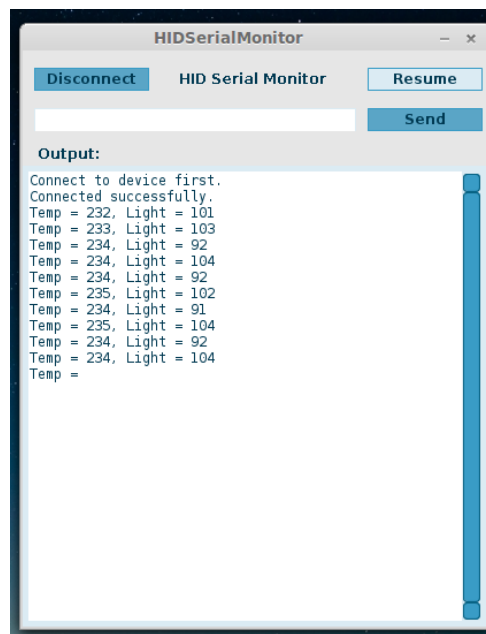 HIDSerialMonitor
Disconnect HID Serial Monitor Resume
Send
Output:
Connect to device first.
Connected successfully.
Temp = 232, Light = 101
Temp = 233, Light = 103
Temp = 234, Light = 92
Temp = 234, Light = 104
Temp = 234, Light = 92
Temp = 235, Light = 102
Temp = 234, Light = 91
Temp = 235, Light = 104
Temp = 234, Light = 92
Temp = 234, Light = 104
Temp =